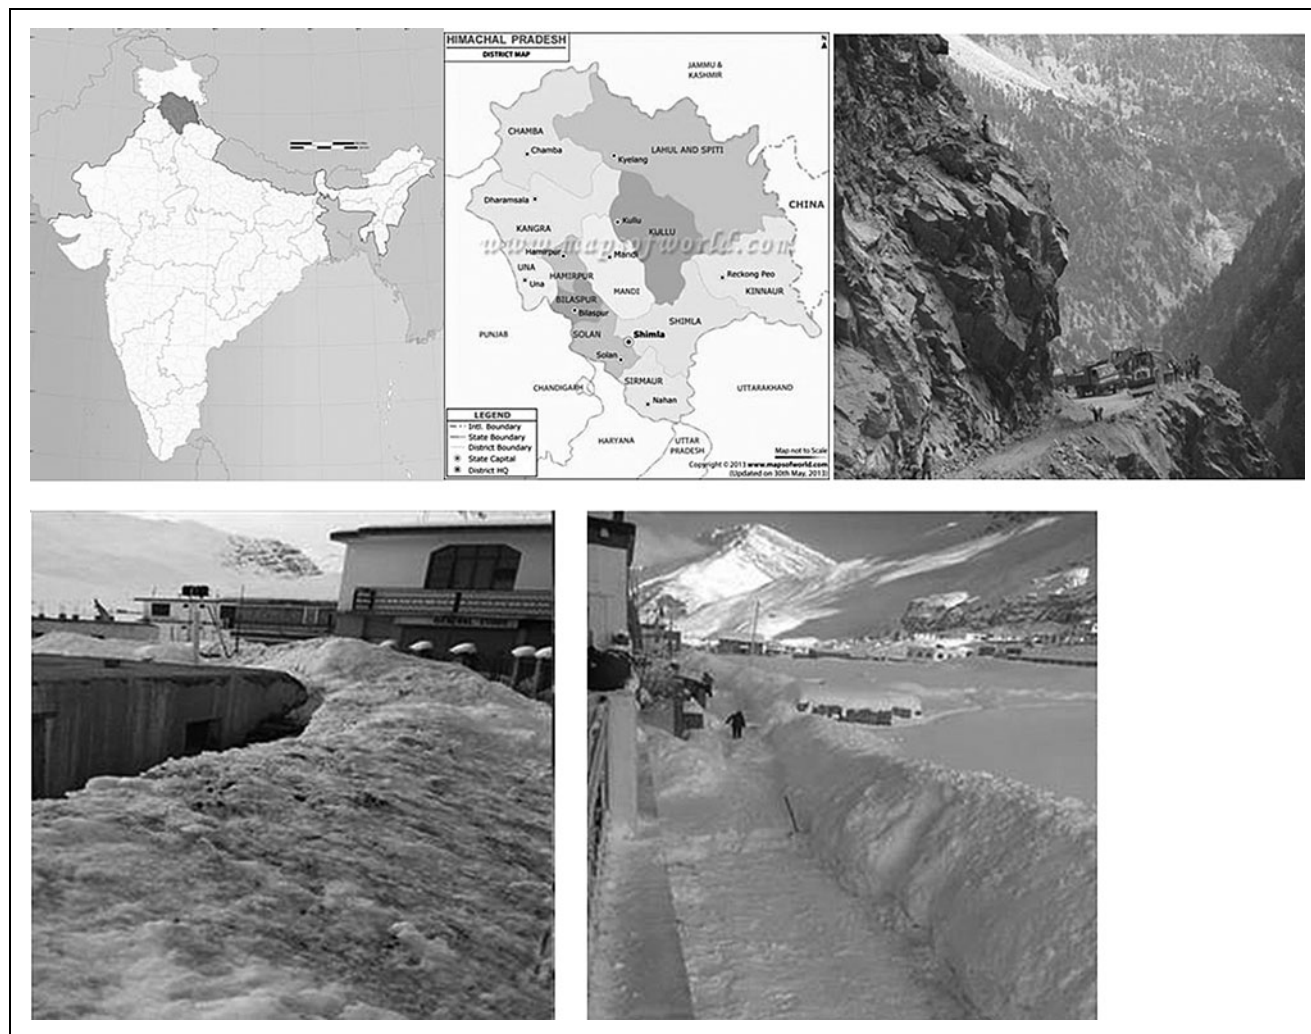 HIMACHAL PRADESH
DISTRICT MAP
N
JAMMU &
KASHMIR
CHAMBA
Chamba
LAHUL AND SPITI
Kyelang
Dharamsala
CHINA
Kullu
KANGRA
KULLU
www.mapsofworld.com
Hamirpur
Mandi
UNA
HAMIRPUR
Reckong Peo
Una
MANDI
KINNAUR
BILASPUR
Bilaspur
SHIMLA
PUNJAB
SOLAN
Shimla
Solan
SIRMAUR
CHANDIGARH
UTTARAKHAND
Nahan
LEGEND
Intl. Boundary
State Boundary
District Boundary
State Capital
District HQ
HARYANA
UTTAR
PRADESH
Map not to Scale
Copyright © 2013 www.mapsofworld.com
(Updated on 30th May, 2013)
GENERAL STORE